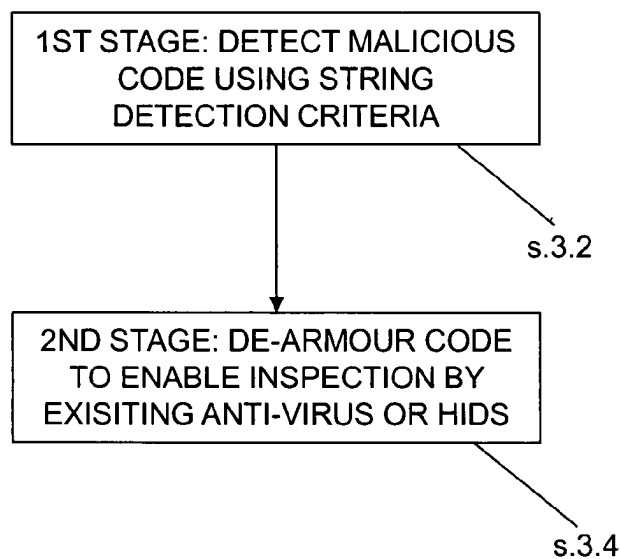 1ST STAGE: DETECT MALICIOUS
CODE USING STRING
DETECTION CRITERIA
s.3.2
2ND STAGE: DE-ARMOUR CODE
TO ENABLE INSPECTION BY
EXISITING ANTI-VIRUS OR HIDS
s.3.4